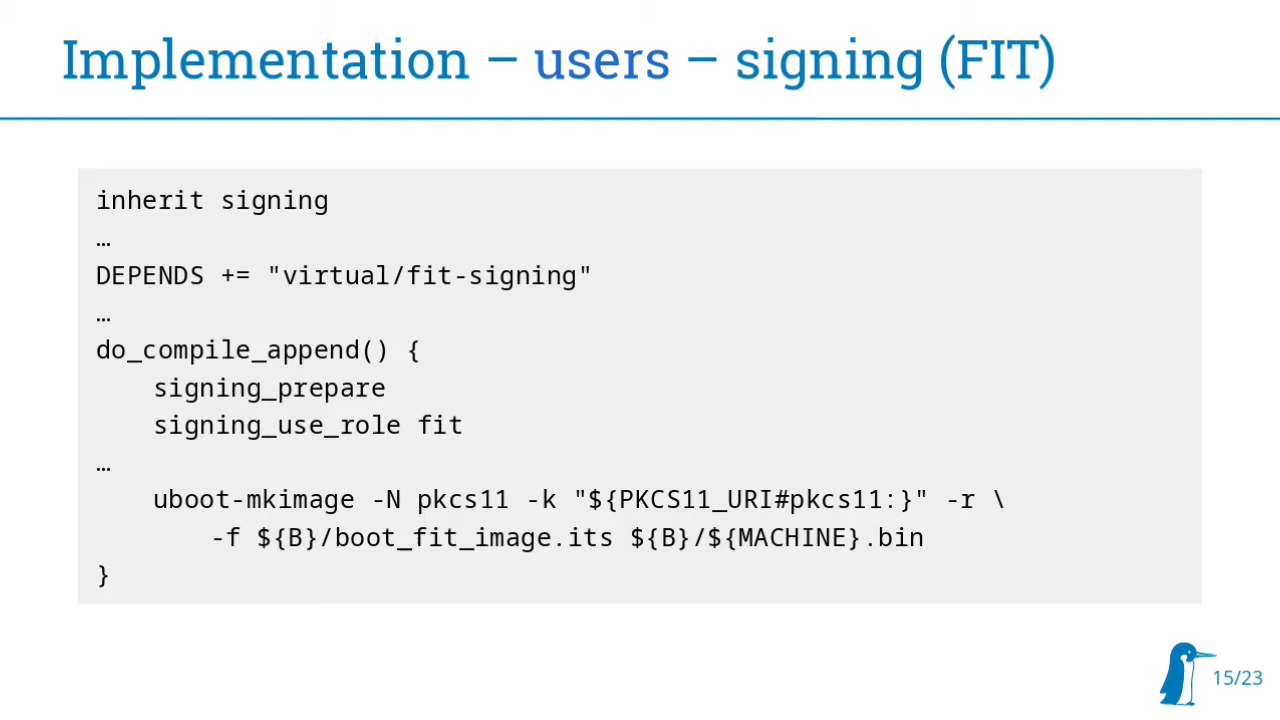 Implementation – users – signing (FIT)
inherit signing
…
DEPENDS += "virtual/fit-signing"
…
do_compile_append() {
signing_prepare
signing_use_role fit
…
uboot-mkimage -N pkcs11 -k "${PKCS11_URI#pkcs11:}" -r \
-f ${B}/boot_fit_image.its ${B}/${MACHINE}.bin
}
15/23